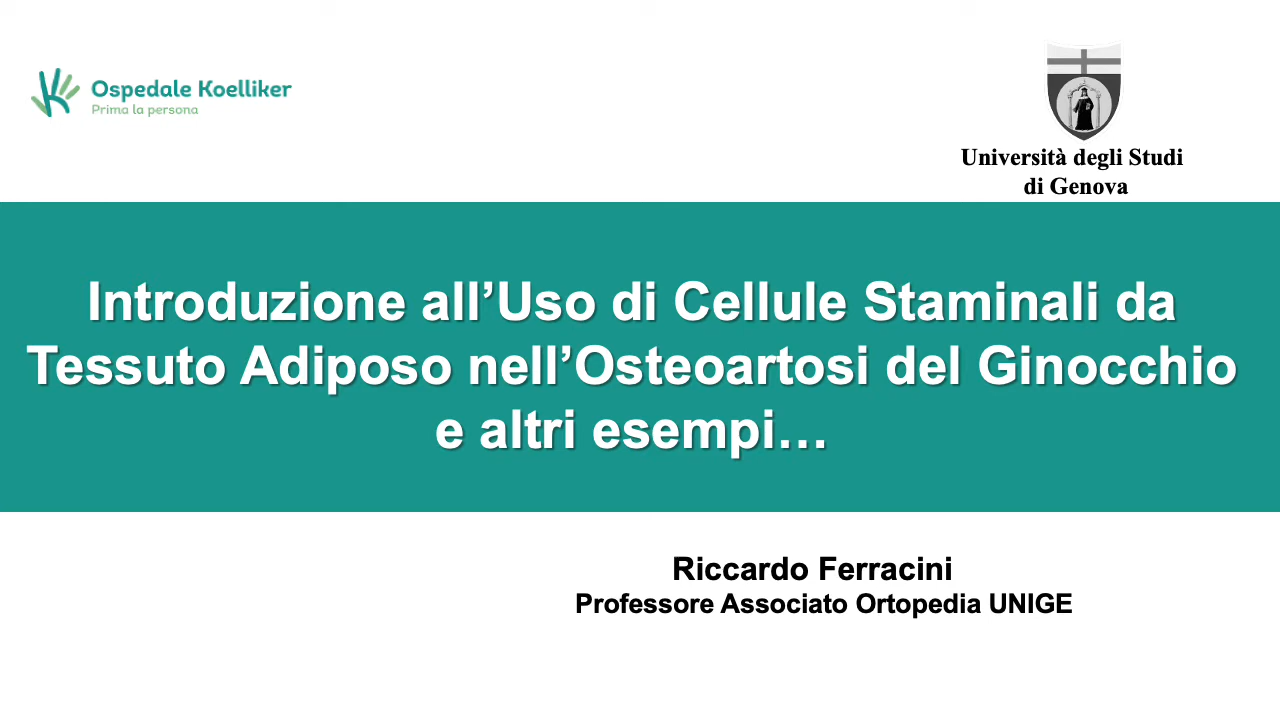 Ospedale Koelliker
Prima la persona
Università degli Studi
di Genova
Introduzione all’Uso di Cellule Staminali da
Tessuto Adiposo nell’Osteoartosi del Ginocchio
e altri esempi…
Riccardo Ferracini
Professore Associato Ortopedia UNIGE